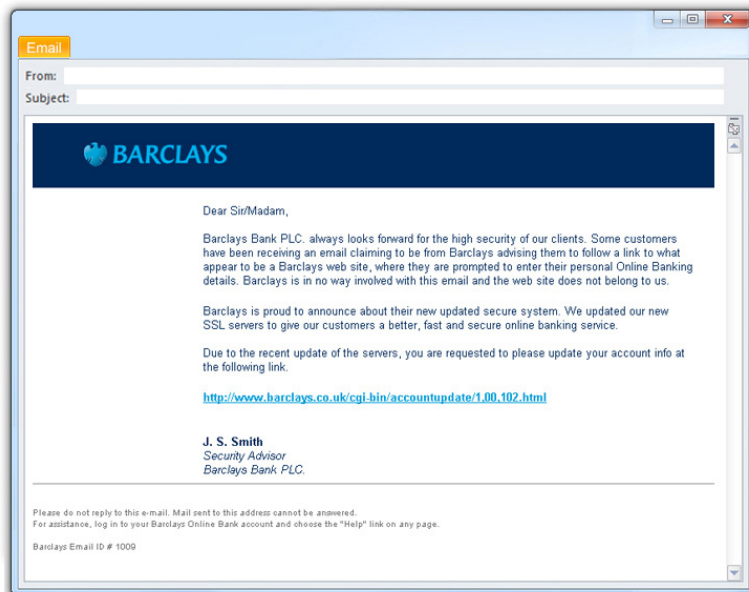 Email
From:
Subject:
BARCLAYS
Dear Sir/Madam,
Barclays Bank PLC. always looks forward for the high security of our clients. Some customers
have been receiving an email claiming to be from Barclays advising them to follow a link to what
appear to be a Barclays web site, where they are prompted to enter their personal Online Banking
details. Barclays is in no way involved with this email and the web site does not belong to us.
Barclays is proud to announce about their new updated secure system. We updated our new
SSL servers to give our customers a better, fast and secure online banking service.
Due to the recent update of the servers, you are requested to please update your account info at
the following link.
http://www.barclays.co.uk/cgi-bin/accountupdate/1,00,102.html
J. S. Smith
Security Advisor
Barclays Bank PLC.
Please do not reply to this e-mail. Mail sent to this address cannot be answered.
For assistance, log in to your Barclays Online Bank account and choose the "Help" link on any page.
Barclays Email ID # 1009